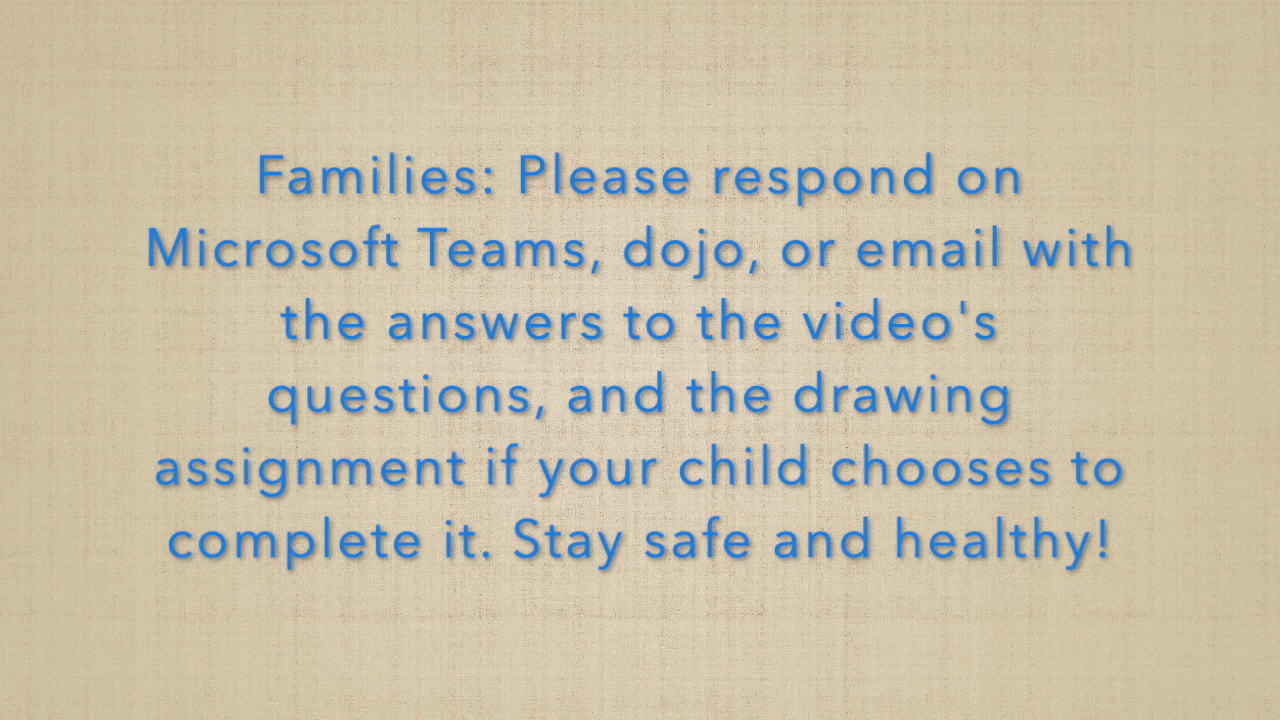 Families: Please respond on
Microsoft Teams, dojo, or email with
the answers to the video's
questions, and the drawing
assignment if your child chooses to
complete it. Stay safe and healthy!